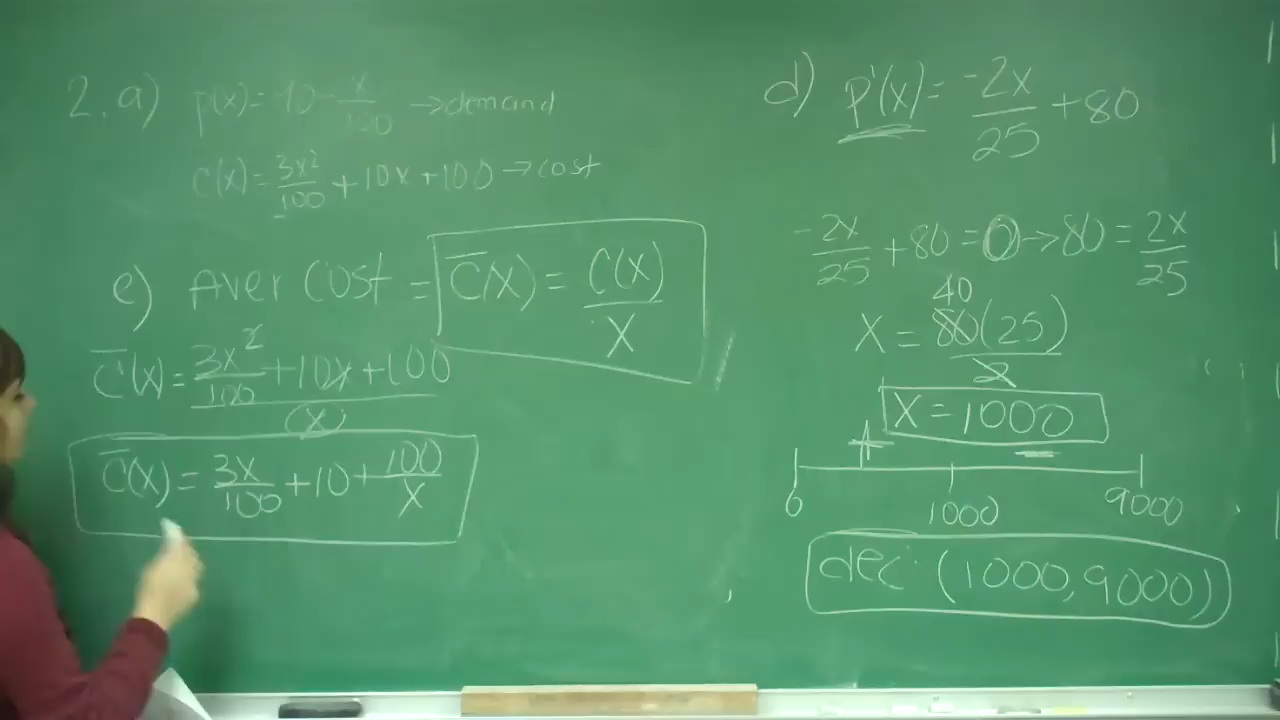 2. a) p(x) = 90 - x/100 → demand
C(x) = 3x²/100 + 10x + 100 → cost
e) Aver Cost = C̅(x) = C(x)/x
C̅(x) = (3x² /100 + 10x + 100)/(x)
C̅(x) = 3x/100 + 10 + 100/x
d) p'(x) = -2x/25 + 80
-2x/25 + 80 = 0 → 80 = 2x/25
40
x = 80(25)/2
x = 1000
+
0 1000 9000
dec: (1000, 9000)